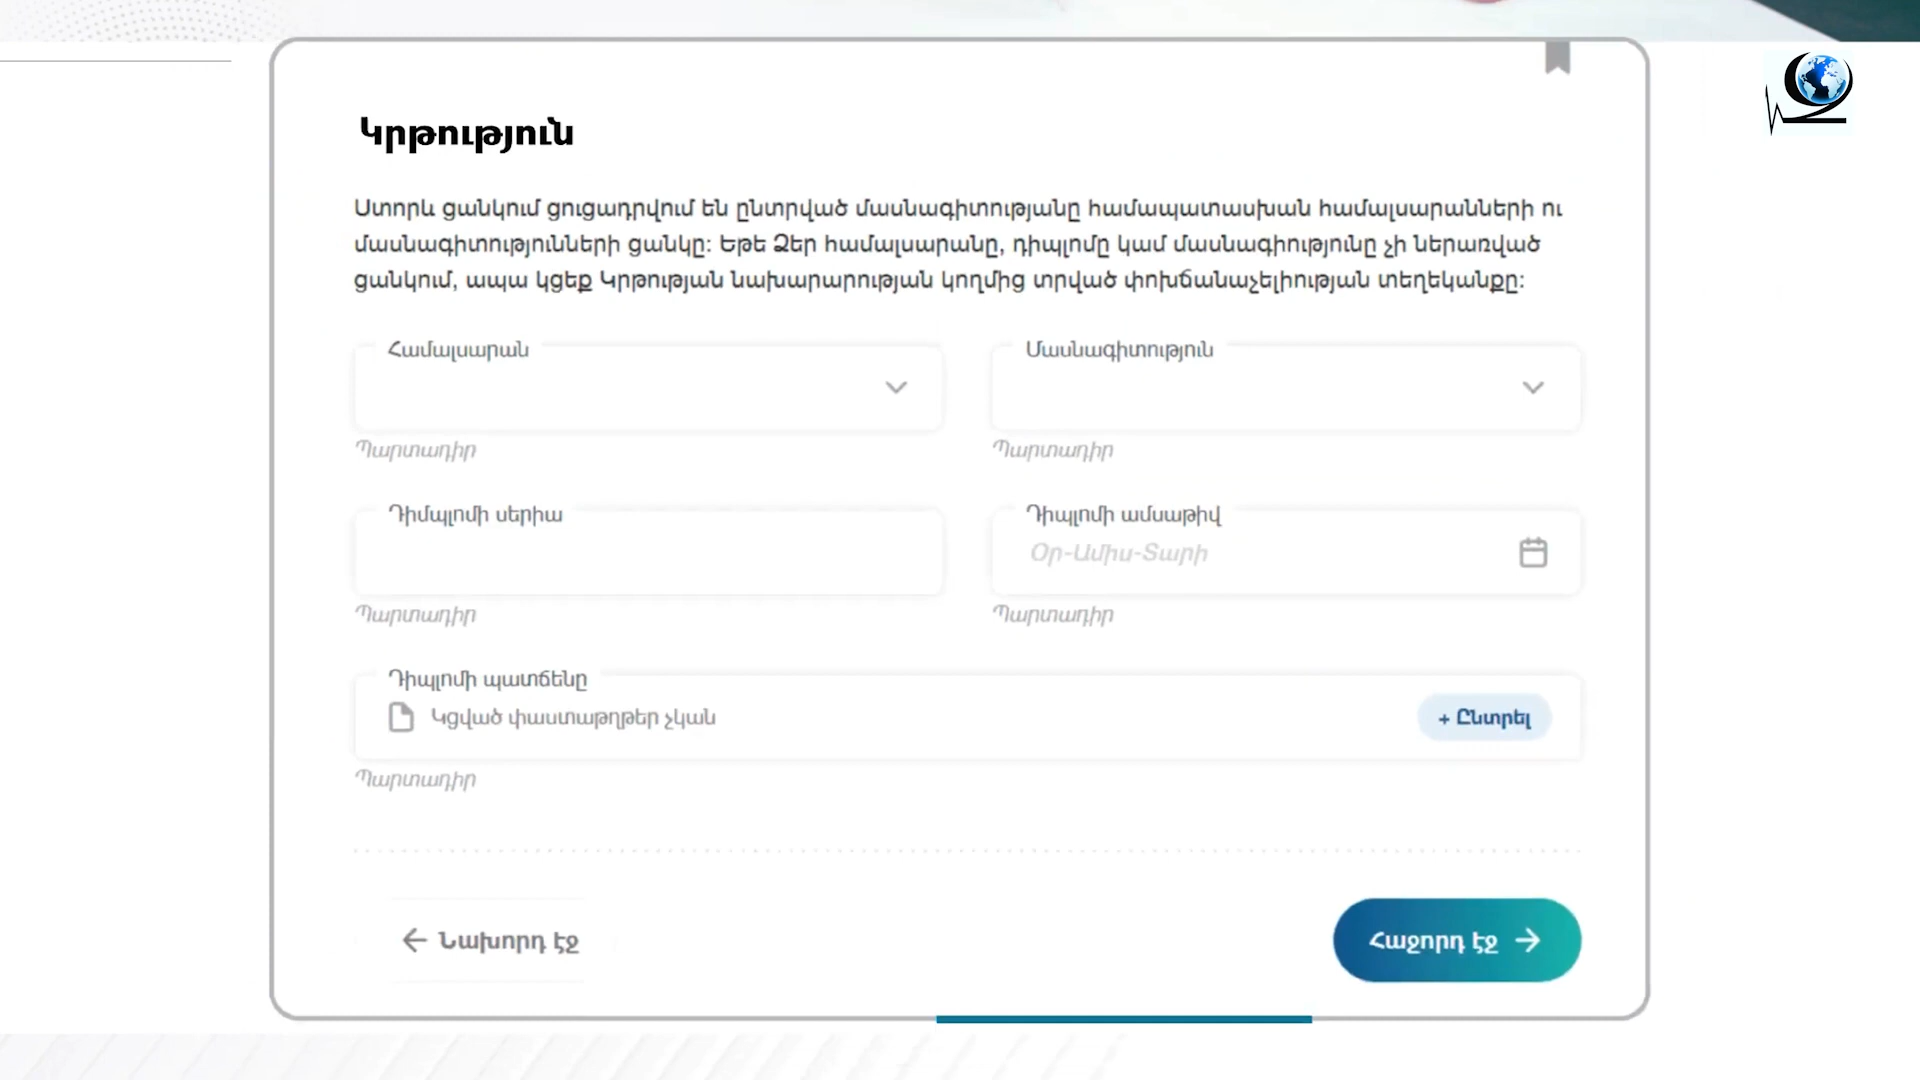 Կրթություն
Ստորև ցանկում ցուցադրվում են ընտրված մասնագիտությանը համապատասխան համալսարանների ու
մասնագիտությունների ցանկը: Եթե Ձեր համալսարանը, դիպլոմը կամ մասնագիությունը չի ներառված
ցանկում, ապա կցեք Կրթության նախարարության կողմից տրված փոխճանաչելիության տեղեկանքը:
Համալսարան
Մասնագիտություն
Պարտադիր
Պարտադիր
Դիմպլոմի սերիա
Դիպլոմի ամսաթիվ
Օր-Ամիս-Տարի
Պարտադիր
Պարտադիր
Դիպլոմի պատճենը
Կցված փաստաթղթեր չկան
+ Ընտրել
Պարտադիր
← Նախորդ էջ
Հաջորդ էջ →